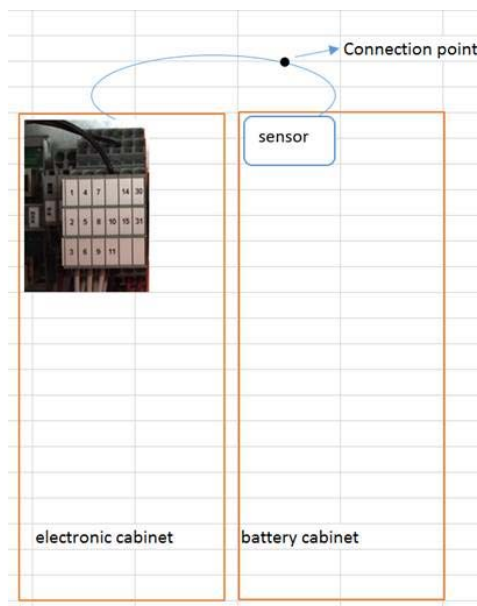 Connection point
sensor
1 4 7 14 30
2 5 8 10 15 31
3 6 9 11
electronic cabinet
battery cabinet